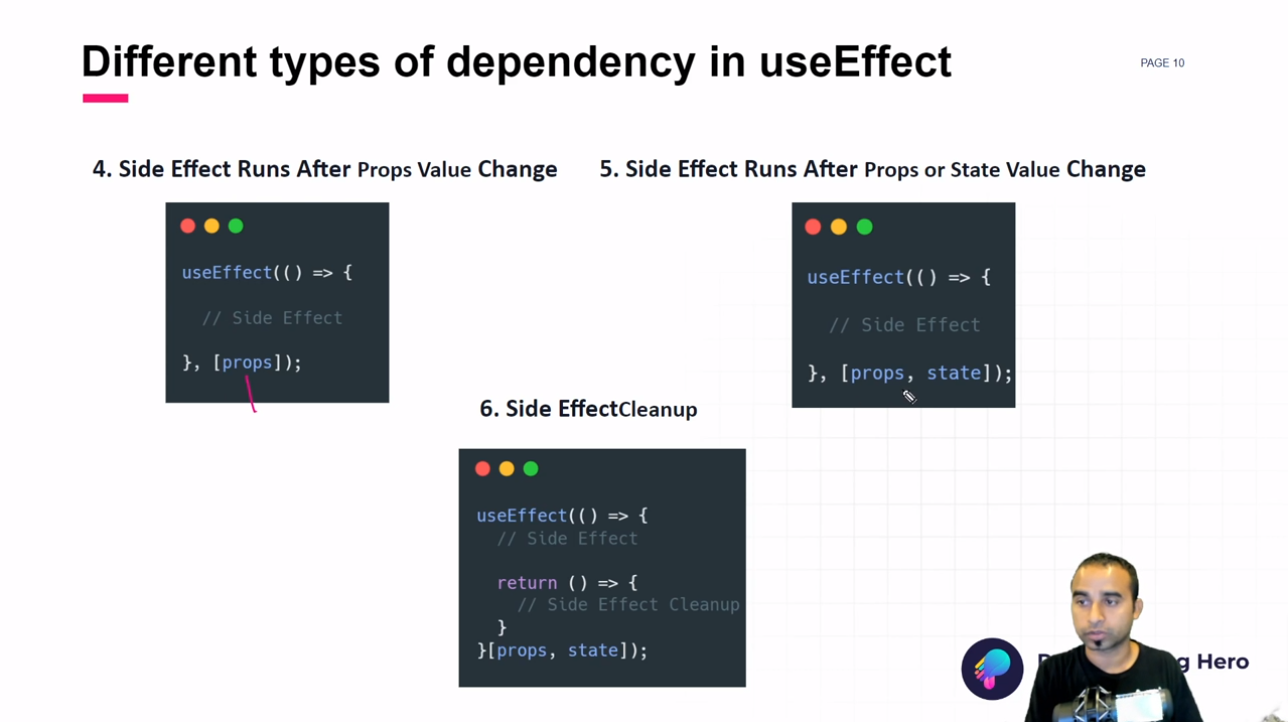 Different types of dependency in useEffect
PAGE 10
4. Side Effect Runs After Props Value Change
useEffect(() => {
// Side Effect
}, [props]);
5. Side Effect Runs After Props or State Value Change
useEffect(() => {
// Side Effect
}, [props, state]);
6. Side EffectCleanup
useEffect(() => {
// Side Effect
return () => {
// Side Effect Cleanup
}
}[props, state]);
Hero